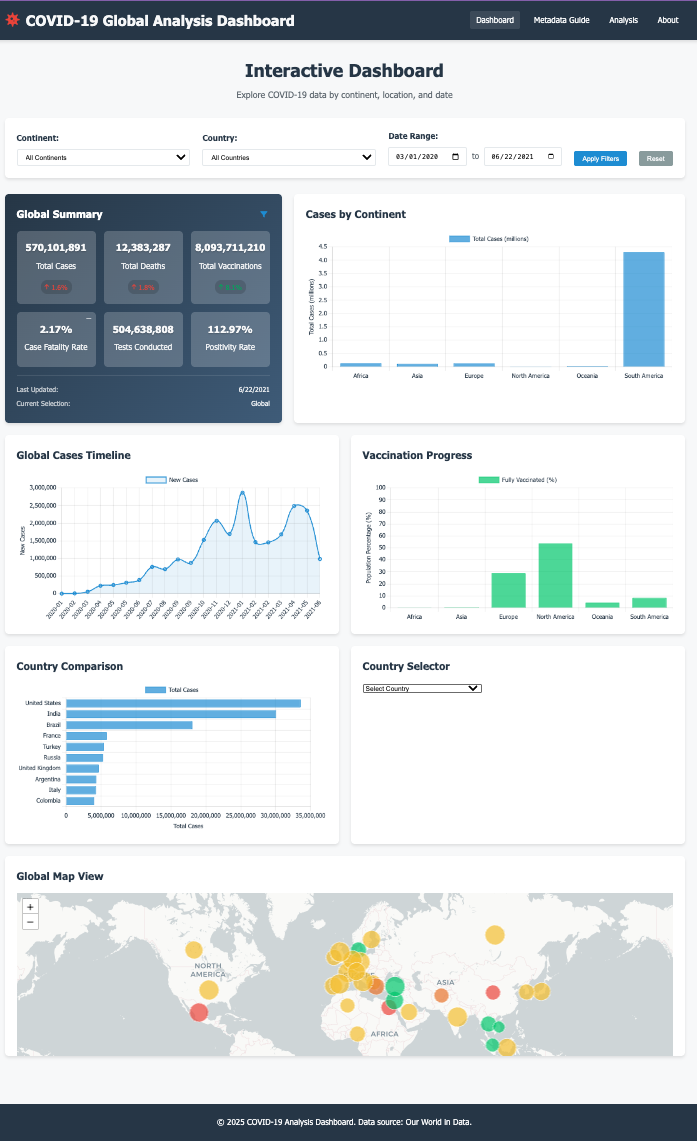 COVID-19 Global Analysis Dashboard
Dashboard Metadata Guide Analysis About
Interactive Dashboard
Explore COVID-19 data by continent, location, and date
Continent: Country: Date Range:
All Continents All Countries 03/01/2020 to 06/22/2021 Apply Filters Reset
Global Summary
570,101,891 12,383,287 8,093,711,210
Total Cases Total Deaths Total Vaccinations
2.17% 504,638,808 112.97%
Case Fatality Rate Tests Conducted Positivity Rate
Last Updated: 6/22/2021
Current Selection: Global
Cases by Continent
Total Cases (millions)
Total Cases (millions)
4.5
4.0
3.5
3.0
2.5
2.0
1.5
1.0
0.5
0
Africa Asia Europe North America Oceania South America
Global Cases Timeline
New Cases
New Cases
3,000,000
2,500,000
2,000,000
1,500,000
1,000,000
500,000
0
2020-01 2020-02 2020-03 2020-04 2020-05 2020-05 2020-06 2020-07 2020-08 2020-09 2020-09 2020-10 2020-11 2020-12 2021-01 2021-02 2021-02 2021-03 2021-04 2021-05 2021-06
Vaccination Progress
Fully Vaccinated (%)
Population Percentage (%)
100
90
80
70
60
50
40
30
20
10
0
Africa Asia Europe North America Oceania South America
Country Comparison
Total Cases
United States
India
Brazil
France
Turkey
Russia
United Kingdom
Argentina
Italy
Colombia
0 5,000,000 10,000,000 15,000,000 20,000,000 25,000,000 30,000,000 35,000,000
Total Cases
Country Selector
Select Country
Global Map View
+
−
NORTH
AMERICA
ASIA
AFRICA
© 2025 COVID-19 Analysis Dashboard. Data source: Our World in Data.